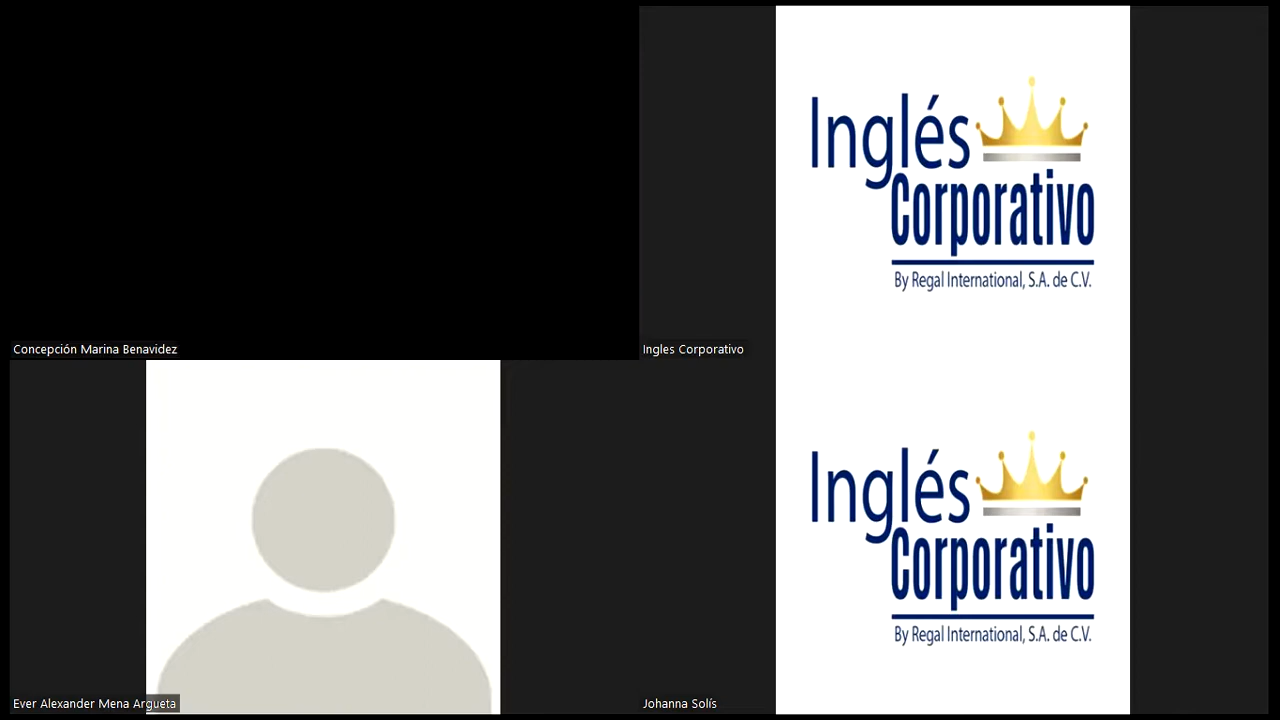 Inglés
Corporativo
By Regal International, S.A. de C.V.
Concepción Marina Benavidez
Ingles Corporativo
Inglés
Corporativo
By Regal International, S.A. de C.V.
Ever Alexander Mena Argueta
Johanna Solís